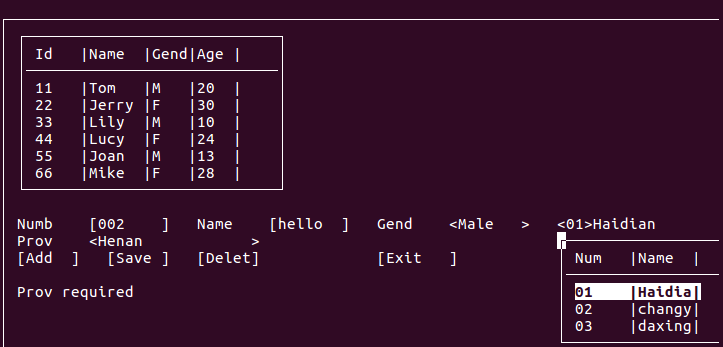 Id |Name |Gend|Age |
11 |Tom |M |20 |
22 |Jerry |F |30 |
33 |Lily |M |10 |
44 |Lucy |F |24 |
55 |Joan |M |13 |
66 |Mike |F |28 |
Numb [002 ] Name [hello ] Gend <Male > <01>Haidian
Prov <Henan >
[Add ] [Save ] [Delet] [Exit ]
Prov required
Num |Name |
01 |Haidia|
02 |changy|
03 |daxing|